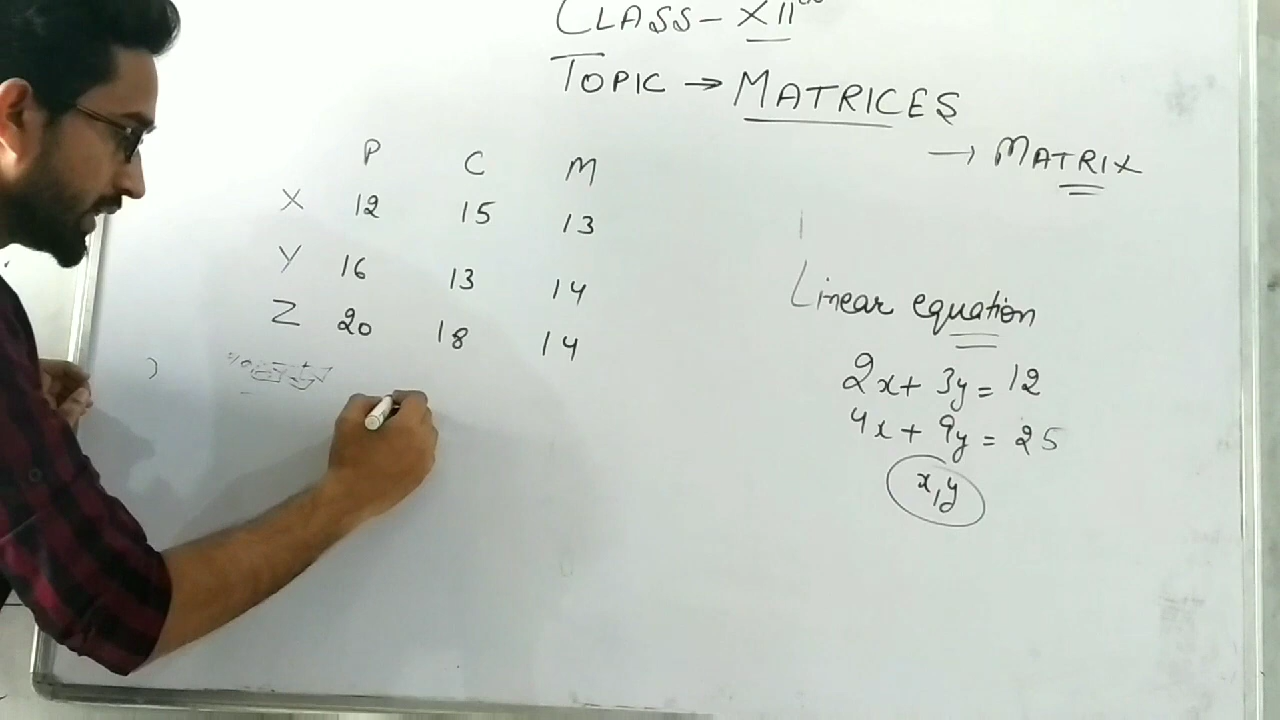 CLASS - XIIth
TOPIC → MATRICES
→ MATRIX
P C M
X 12 15 13
Y 16 13 14
Z 20 18 14
Linear equation
2x + 3y = 12
4x + 9y = 25
x, y